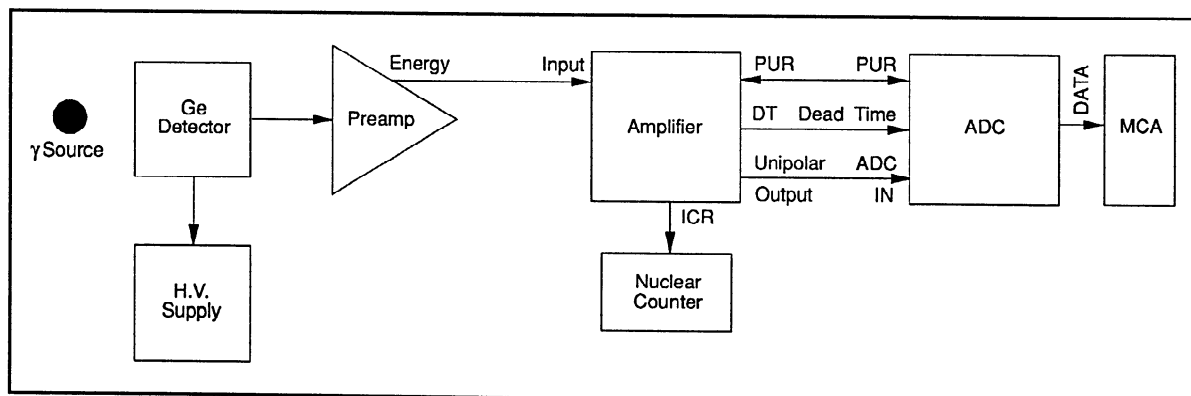 γ Source
Ge
Detector
H.V.
Supply
Preamp
Energy
Input
Amplifier
PUR PUR
DT Dead Time
Unipolar ADC
Output IN
ICR
Nuclear
Counter
ADC
DATA
MCA